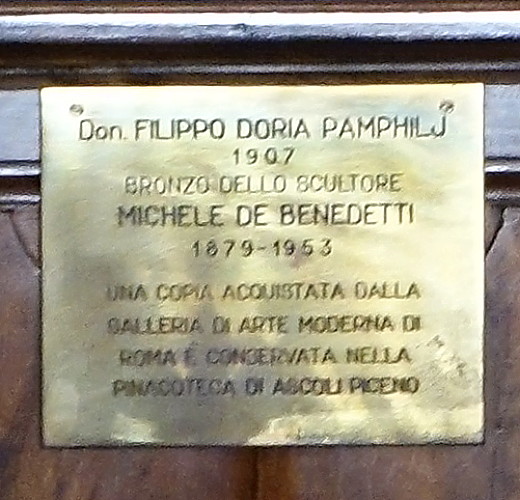 Don. FILIPPO DORIA PAMPHILJ
1907
BRONZO DELLO SCULTORE
MICHELE DE BENEDETTI
1879-1953
UNA COPIA ACQUISTATA DALLA
GALLERIA DI ARTE MODERNA DI
ROMA È CONSERVATA NELLA
PINACOTECA DI ASCOLI PICENO